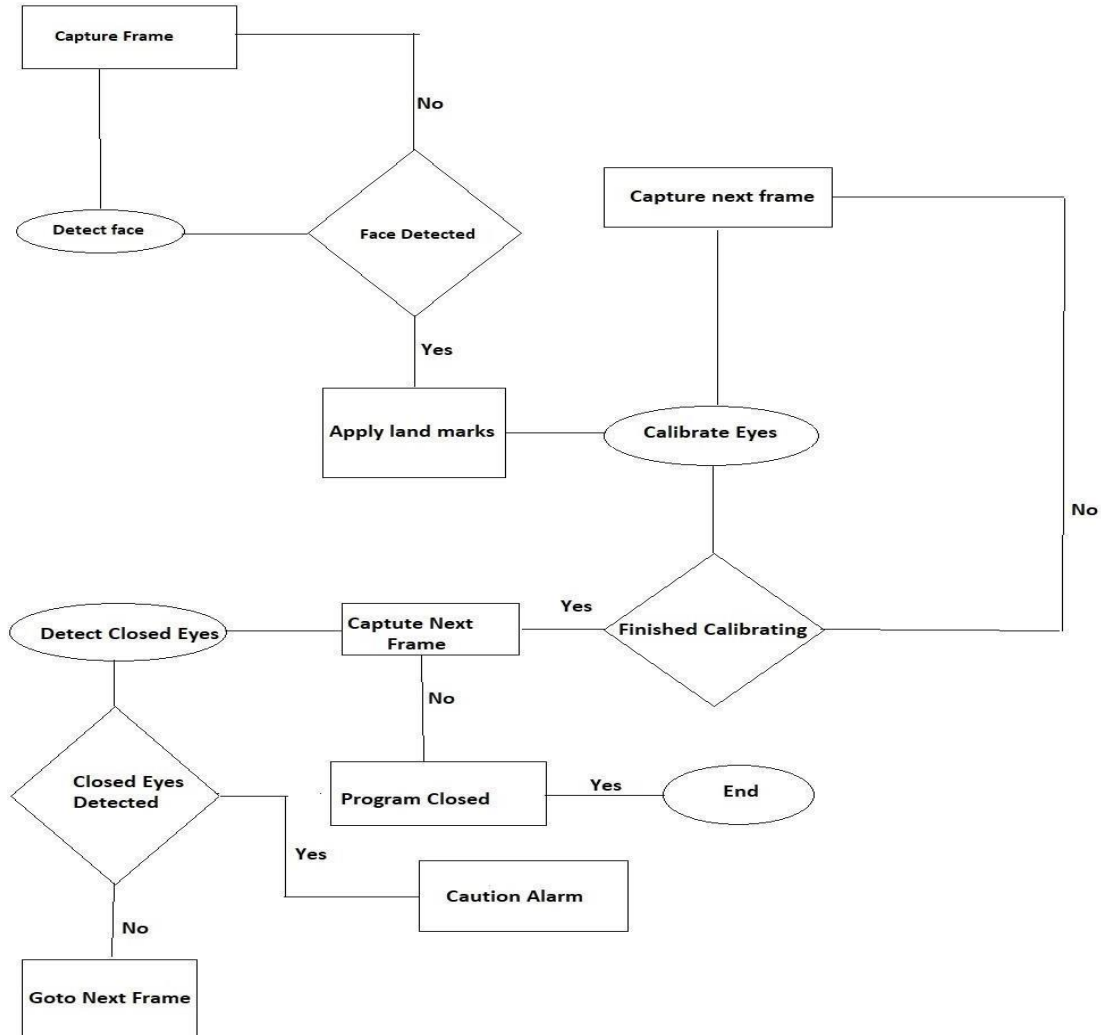 Capture Frame
No
Capture next frame
Detect face
Face Detected
Yes
Apply land marks
Calibrate Eyes
No
Yes
Detect Closed Eyes
Captute Next
Frame
Finished Calibrating
No
Closed Eyes
Detected
Program Closed
Yes
End
Yes
Caution Alarm
No
Goto Next Frame